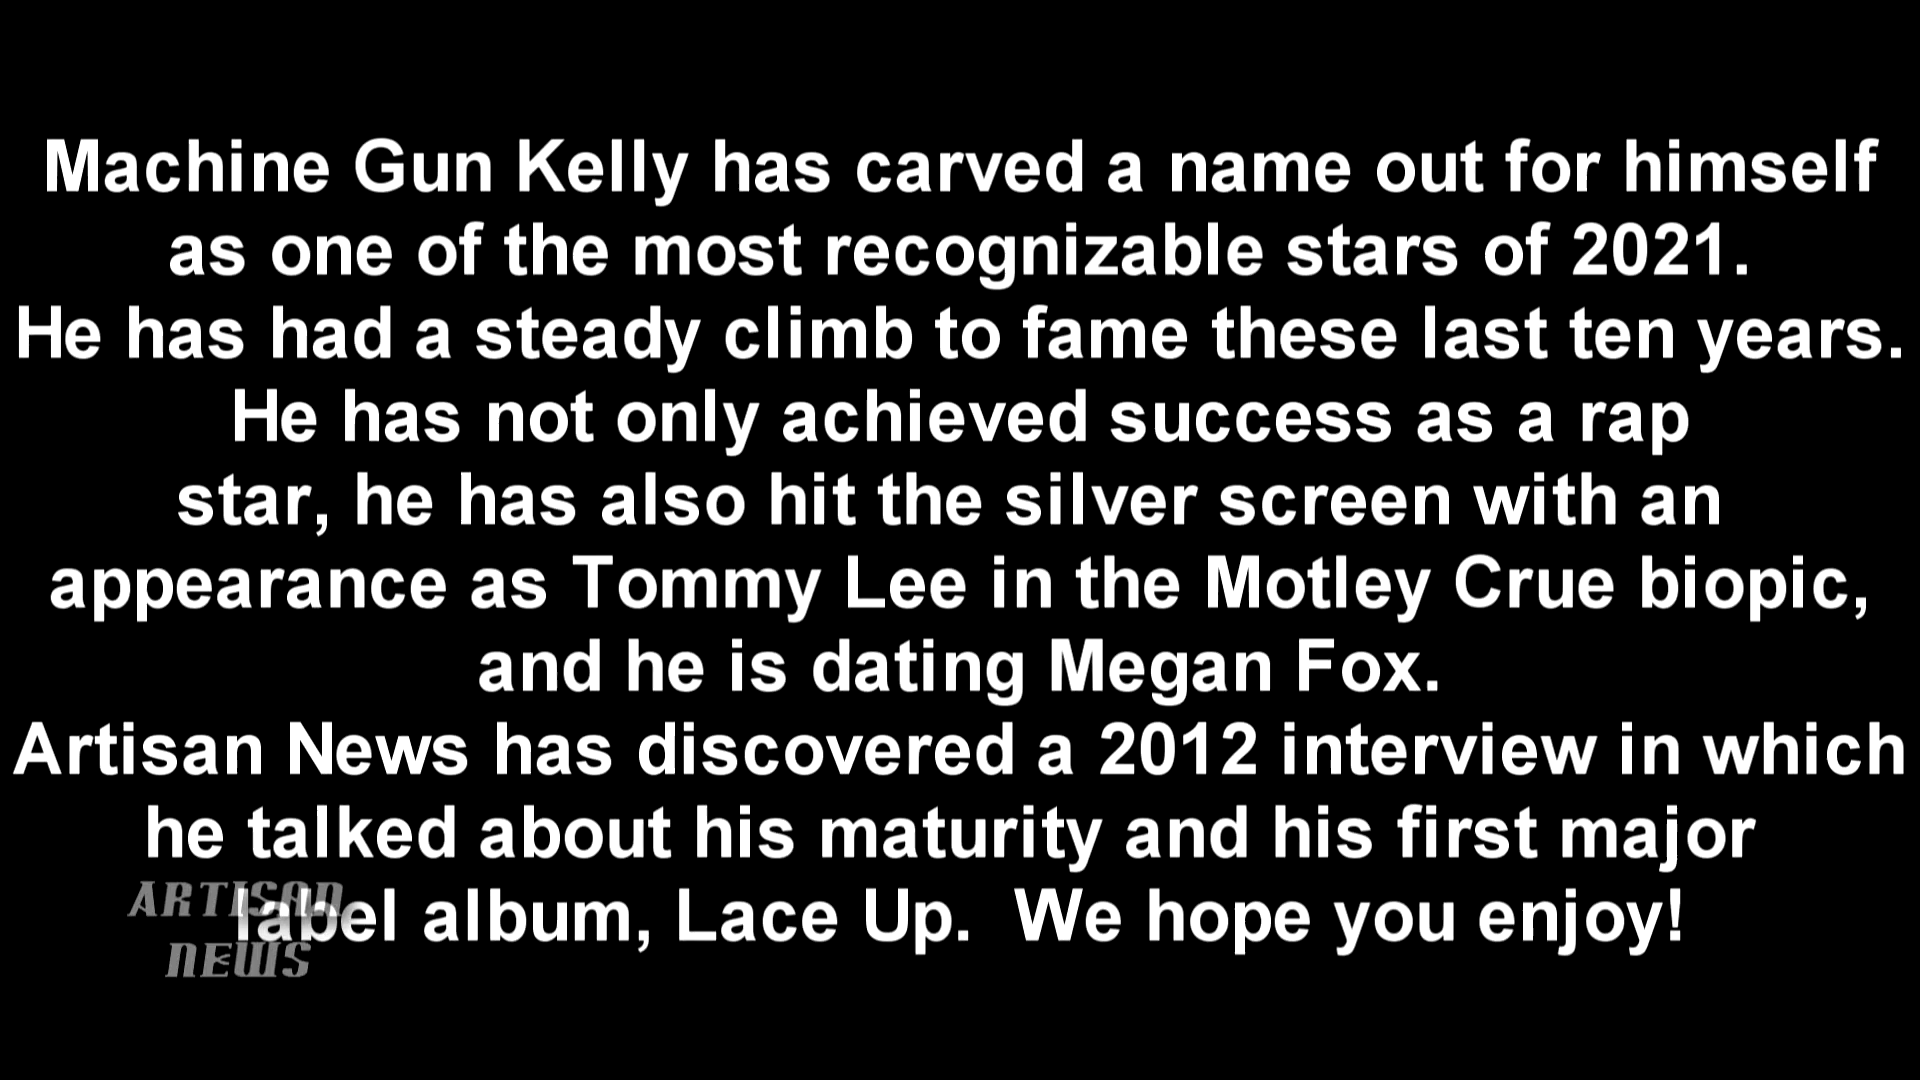 Machine Gun Kelly has carved a name out for himself
as one of the most recognizable stars of 2021.
He has had a steady climb to fame these last ten years.
He has not only achieved success as a rap
star, he has also hit the silver screen with an
appearance as Tommy Lee in the Motley Crue biopic,
and he is dating Megan Fox.
Artisan News has discovered a 2012 interview in which
he talked about his maturity and his first major
label album, Lace Up.  We hope you enjoy!
ARTISAN
NEWS